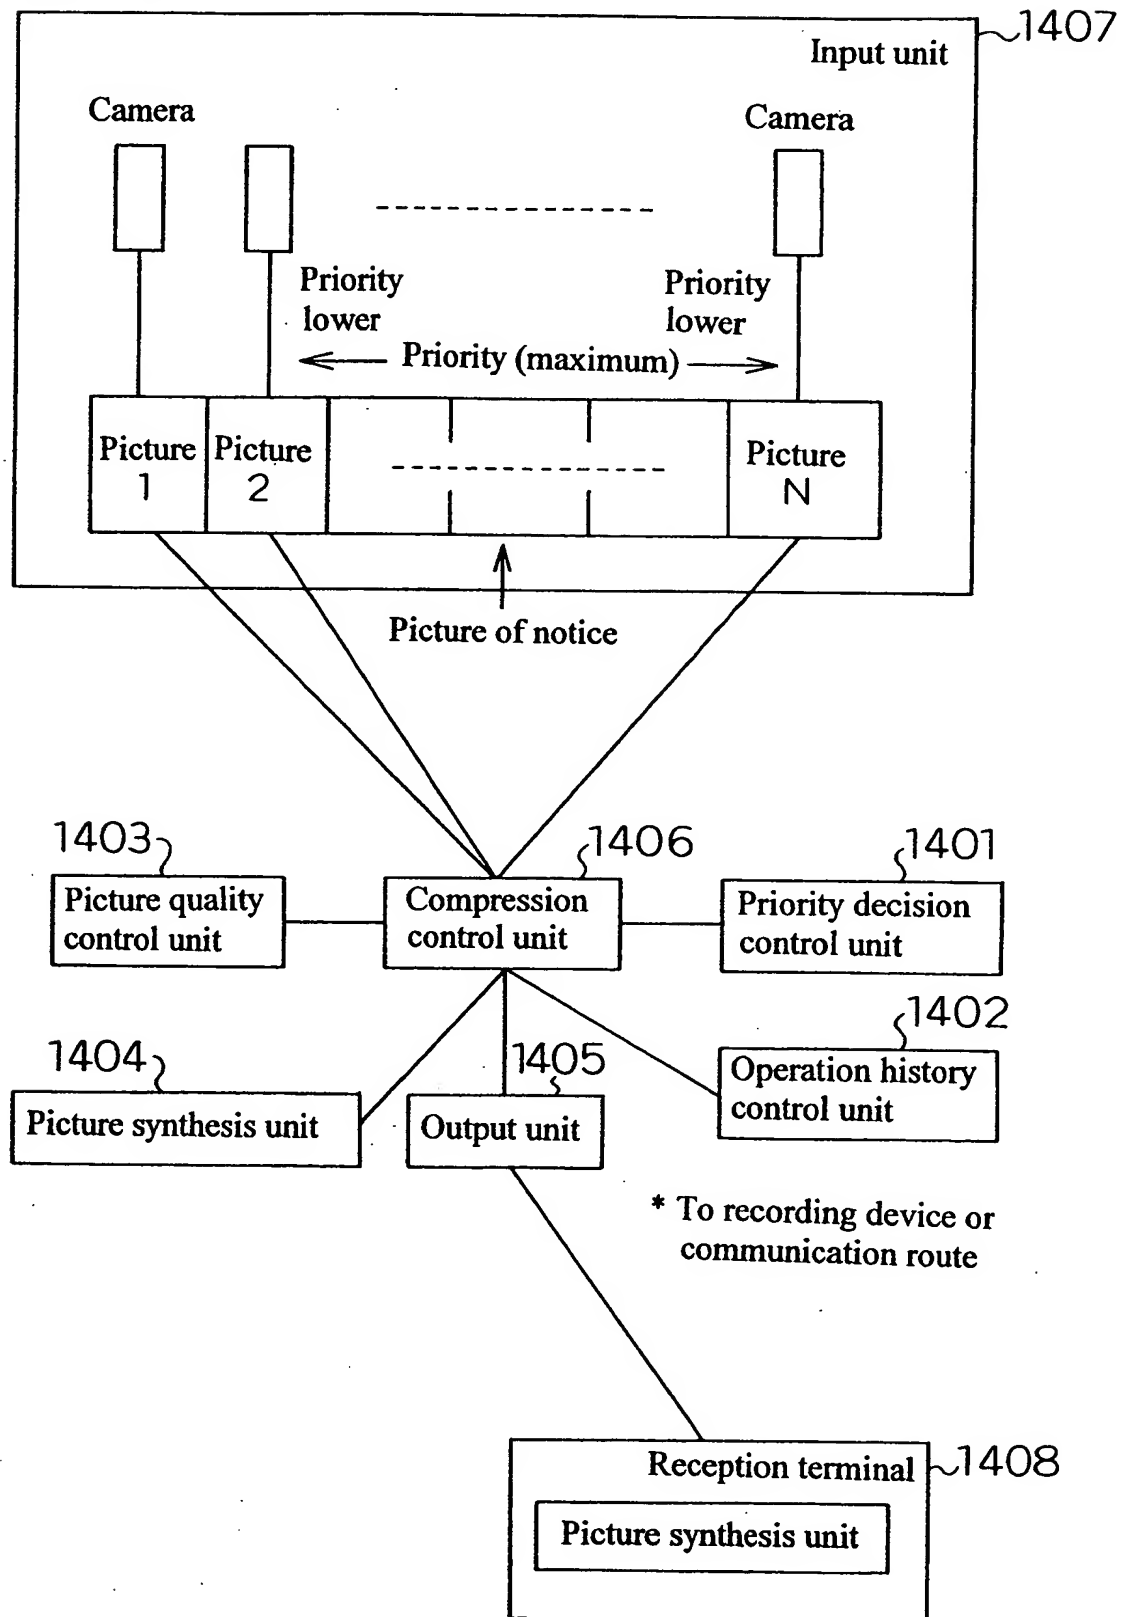 1407
Input unit
Camera
Camera
Priority
lower
Priority
lower
Priority (maximum)
Picture
1
Picture
2
Picture
N
Picture of notice
1403
1406
1401
Picture quality
control unit
Compression
control unit
Priority decision
control unit
1402
1404
1405
Operation history
control unit
Picture synthesis unit
Output unit
* To recording device or
communication route
Reception terminal
1408
Picture synthesis unit